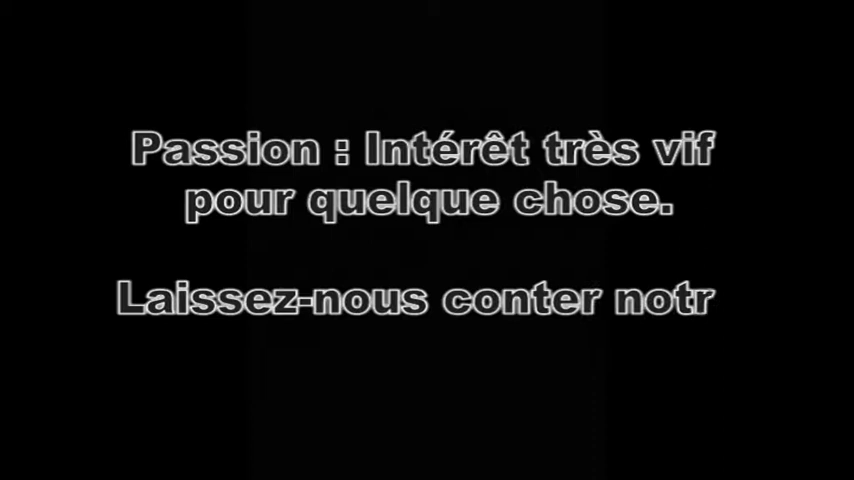 Passion : Intérêt très vif
pour quelque chose.
Laissez-nous conter notr